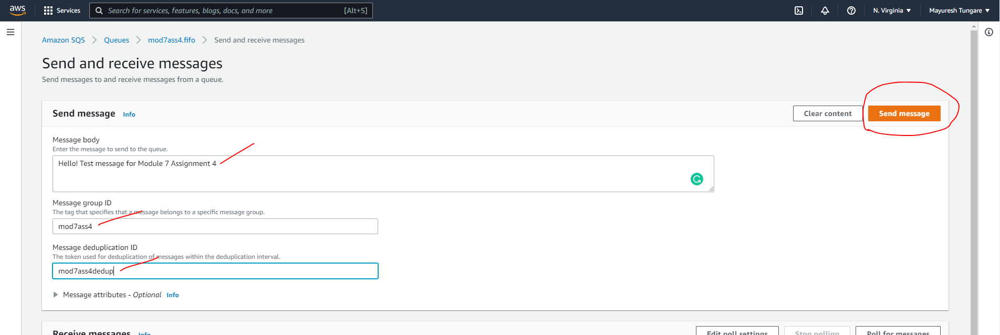 aws Services Search for services, features, blogs, docs, and more [Alt+S] N. Virginia Mayuresh Tungare
Amazon SQS Queues mod7ass4.fifo Send and receive messages
Send and receive messages
Send messages to and receive messages from a queue.
Send message Info Clear content Send message
Message body
Enter the message to send to the queue.
Hello! Test message for Module 7 Assignment 4
Message group ID
The tag that specifies that a message belongs to a specific message group.
mod7ass4
Message deduplication ID
The token used for deduplication of messages within the deduplication interval.
mod7ass4dedup
Message attributes - Optional Info
Receive messages Info Edit poll settings Stop polling Poll for messages